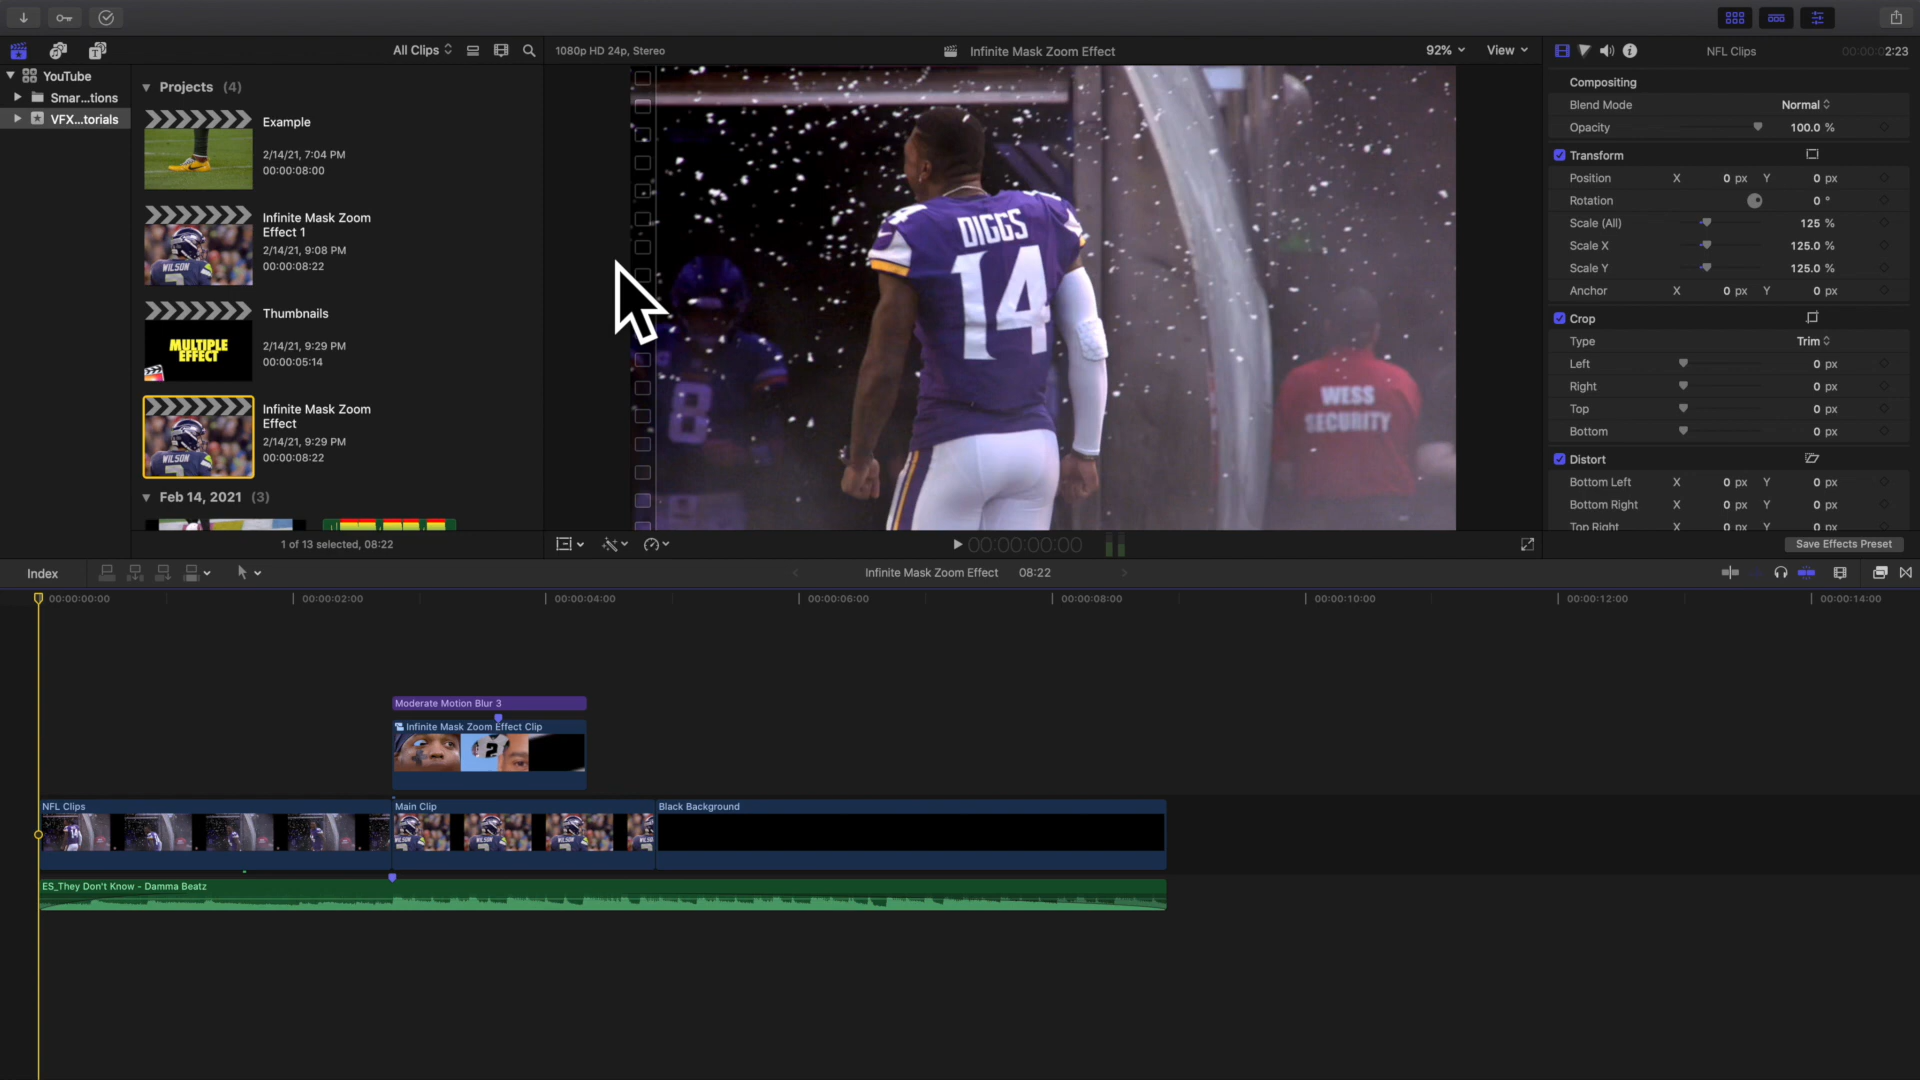 All Clips
1080p HD 24p, Stereo
Infinite Mask Zoom Effect
92%
View
NFL Clips
00:00:02:23
YouTube
Smar...tions
VFX...torials
Projects (4)
Example
2/14/21, 7:04 PM
00:00:08:00
Infinite Mask Zoom
Effect 1
2/14/21, 9:08 PM
00:00:08:22
WILSON
Thumbnails
2/14/21, 9:29 PM
00:00:05:14
MULTIPLE
EFFECT
Infinite Mask Zoom
Effect
2/14/21, 9:29 PM
00:00:08:22
WILSON
Feb 14, 2021 (3)
1 of 13 selected, 08:22
DIGGS
14
8
WESS
SECURITY
00:00:00:00
Compositing
Blend Mode Normal
Opacity 100.0 %
Transform
Position X 0 px Y 0 px
Rotation 0 °
Scale (All) 125 %
Scale X 125.0 %
Scale Y 125.0 %
Anchor X 0 px Y 0 px
Crop
Type Trim
Left 0 px
Right 0 px
Top 0 px
Bottom 0 px
Distort
Bottom Left X 0 px Y 0 px
Bottom Right X 0 px Y 0 px
Top Right X 0 px Y 0 px
Save Effects Preset
Index
Infinite Mask Zoom Effect 08:22
00:00:00:00 00:00:02:00 00:00:04:00 00:00:06:00 00:00:08:00 00:00:10:00 00:00:12:00 00:00:14:00
Moderate Motion Blur 3
Infinite Mask Zoom Effect Clip
2
NFL Clips
Main Clip
Black Background
ES_They Don't Know - Damma Beatz